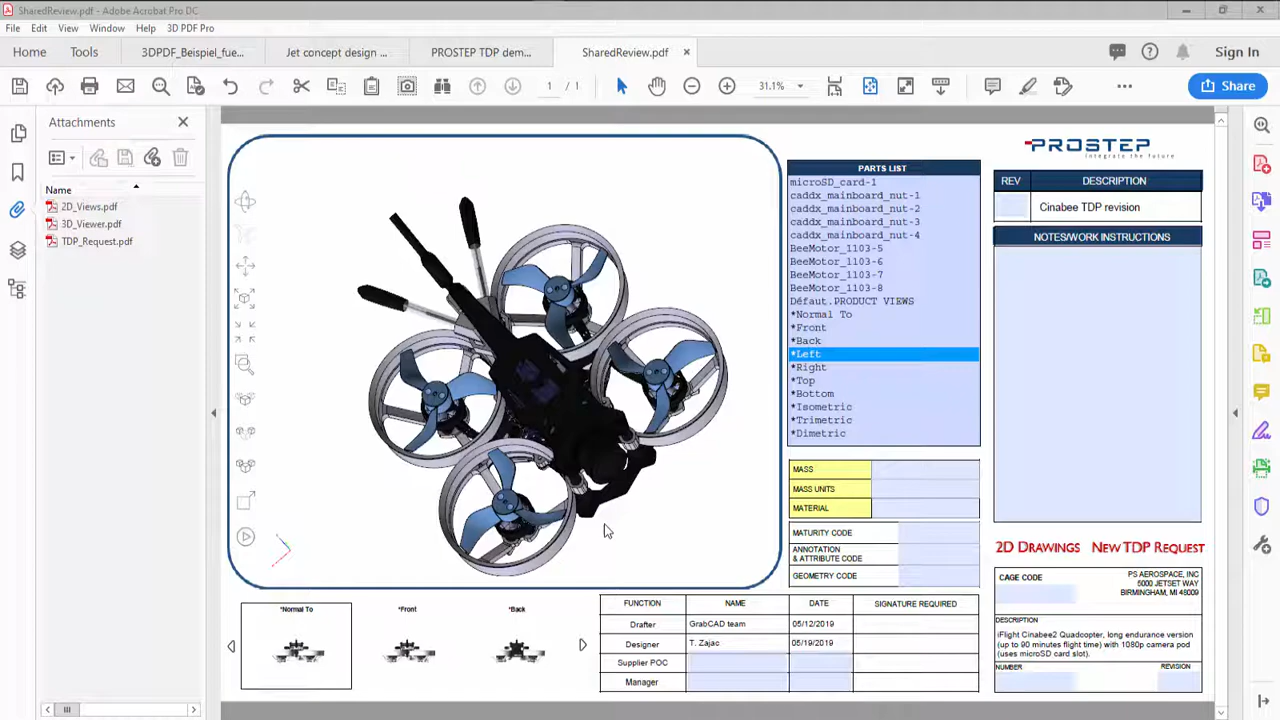 SharedReview.pdf - Adobe Acrobat Pro DC
File Edit View Window Help 3D PDF Pro
Home Tools 3DPDF_Beispiel_fue... Jet concept design ... PROSTEP TDP dem... SharedReview.pdf × Sign In
1 / 1 31.1% Share
Attachments
Name
2D_Views.pdf
3D_Viewer.pdf
TDP_Request.pdf
PARTS LIST
microSD_card-1
caddx_mainboard_nut-1
caddx_mainboard_nut-2
caddx_mainboard_nut-3
caddx_mainboard_nut-4
BeeMotor_1103-5
BeeMotor_1103-6
BeeMotor_1103-7
BeeMotor_1103-8
Défaut.PRODUCT VIEWS
*Normal To
*Front
*Back
*Left
*Right
*Top
*Bottom
*Isometric
*Trimetric
*Dimetric
MASS
MASS UNITS
MATERIAL
MATURITY CODE
ANNOTATION
& ATTRIBUTE CODE
GEOMETRY CODE
PROSTEP
integrate the future
REV DESCRIPTION
Cinabee TDP revision
NOTES/WORK INSTRUCTIONS
2D Drawings New TDP Request
CAGE CODE
PS AEROSPACE, INC
5000 JETSET WAY
BIRMINGHAM, MI 48009
DESCRIPTION
iFlight Cinabee2 Quadcopter, long endurance version
(up to 90 minutes flight time) with 1080p camera pod
(uses microSD card slot).
NUMBER REVISION
*Normal To *Front *Back
FUNCTION NAME DATE SIGNATURE REQUIRED
Drafter GrabCAD team 05/12/2019
Designer T. Zajac 05/19/2019
Supplier POC
Manager